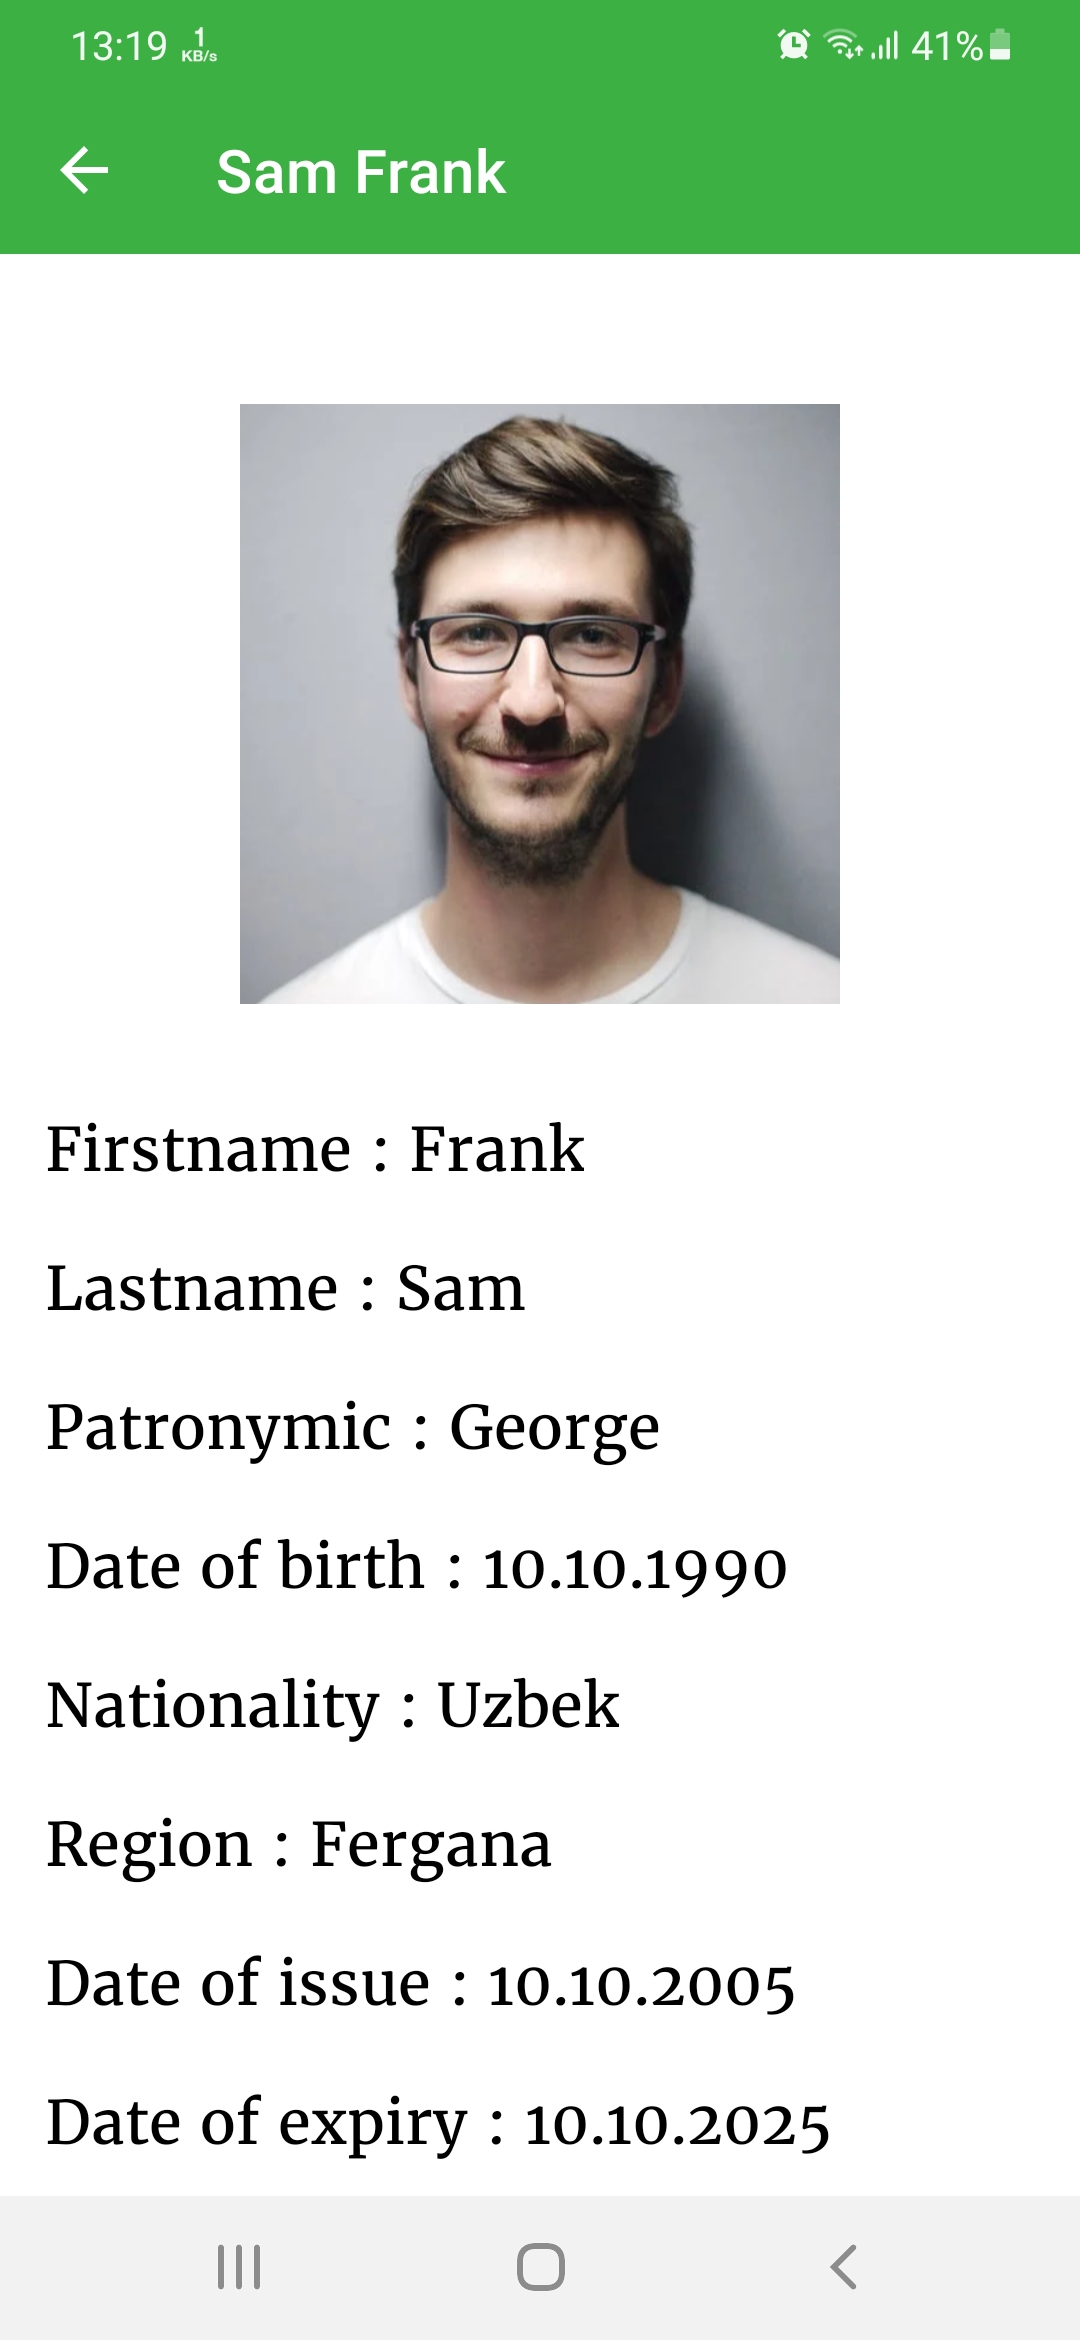 13:19 1 KB/s 41%
Sam Frank
Firstname : Frank
Lastname : Sam
Patronymic : George
Date of birth : 10.10.1990
Nationality : Uzbek
Region : Fergana
Date of issue : 10.10.2005
Date of expiry : 10.10.2025